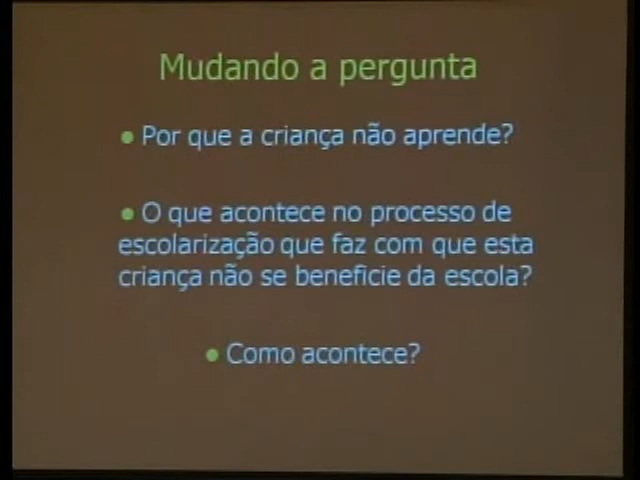 Mudando a pergunta
• Por que a criança não aprende?
• O que acontece no processo de
escolarização que faz com que esta
criança não se beneficie da escola?
• Como acontece?